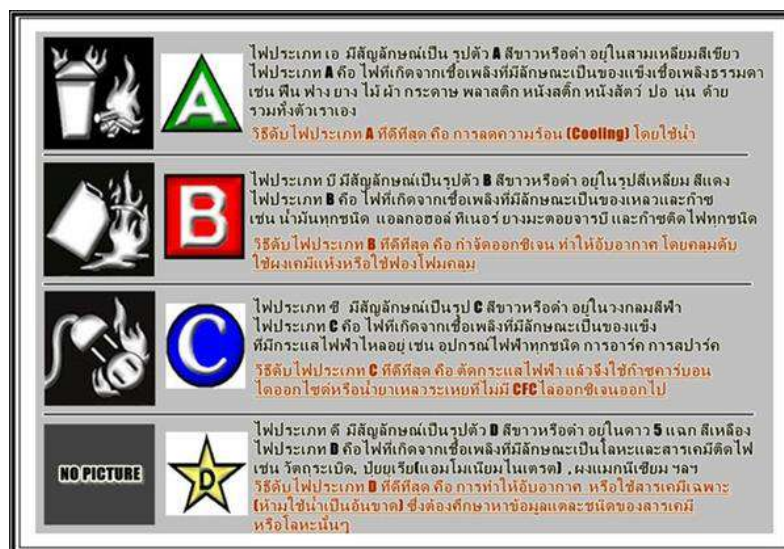 A
ไฟประเภท เอ มีสัญลักษณ์เป็น รูปตัว A สีขาวหรือดำ อยู่ในสามเหลี่ยมสีเขียว
ไฟประเภท A คือ ไฟที่เกิดจากเชื้อเพลิงที่มีลักษณะเป็นของแข็งเชื้อเพลิงธรรมดา
เช่น ฟืน ฟาง ยาง ไม้ ผ้า กระดาษ พลาสติก หนังสติ๊ก หนังสัตว์ ปอ นุ่น ด้าย
รวมทั้งตัวเราเอง
วิธีดับไฟประเภท A ที่ดีที่สุด คือ การลดความร้อน (Cooling) โดยใช้น้ำ
B
ไฟประเภท บี มีสัญลักษณ์เป็นรูปตัว B สีขาวหรือดำ อยู่ในรูปสี่เหลี่ยม สีแดง
ไฟประเภท B คือ ไฟที่เกิดจากเชื้อเพลิงที่มีลักษณะเป็นของเหลวและก๊าซ
เช่น น้ำมันทุกชนิด แอลกอฮอล์ ทินเนอร์ ยางมะตอยจารบี และก๊าซติดไฟทุกชนิด
วิธีดับไฟประเภท B ที่ดีที่สุด คือ กำจัดออกซิเจน ทำให้อับอากาศ โดยคลุมดับ
ใช้ผงเคมีแห้งหรือใช้ฟองโฟมคลุม
C
ไฟประเภท ซี มีสัญลักษณ์เป็นรูป C สีขาวหรือดำ อยู่ในวงกลมสีฟ้า
ไฟประเภท C คือ ไฟที่เกิดจากเชื้อเพลิงที่มีลักษณะเป็นของแข็ง
ที่มีกระแสไฟฟ้าไหลอยู่ เช่น อุปกรณ์ไฟฟ้าทุกชนิด การอาร์ค การสปาร์ค
วิธีดับไฟประเภท C ที่ดีที่สุด คือ ตัดกระแสไฟฟ้า แล้วจึงใช้ก๊าซคาร์บอน
ไดออกไซด์หรือน้ำยาเหลวระเหยที่ไม่มี CFC ไล่ออกซิเจนออกไป
NO PICTURE
D
ไฟประเภท ดี มีสัญลักษณ์เป็นรูปตัว D สีขาวหรือดำ อยู่ในดาว 5 แฉก สีเหลือง
ไฟประเภท D คือไฟที่เกิดจากเชื้อเพลิงที่มีลักษณะเป็นโลหะและสารเคมีติดไฟ
เช่น วัตถุระเบิด, ปุ๋ยยูเรีย(แอมโมเนียมไนเตรต) , ผงแมกนีเซียม ฯลฯ
วิธีดับไฟประเภท D ที่ดีที่สุด คือ การทำให้อับอากาศ หรือใช้สารเคมีเฉพาะ
(ห้ามใช้น้ำเป็นอันขาด) ซึ่งต้องศึกษาหาข้อมูลแต่ละชนิดของสารเคมี
หรือโลหะนั้นๆ